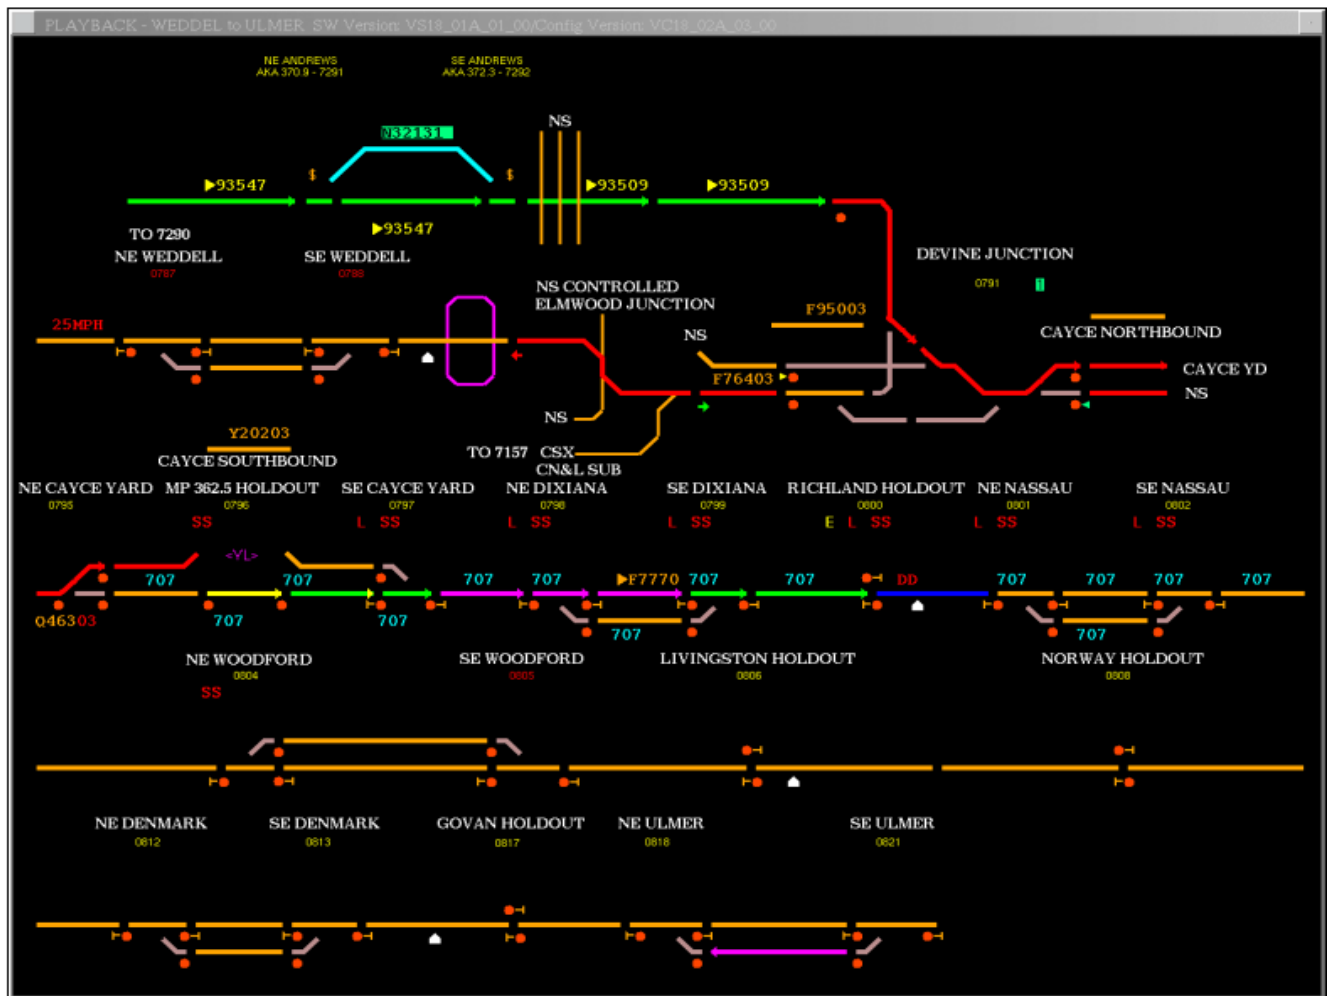 PLAYBACK - WEDDEL to ULMER SW Version: VS18_01A_01_00/Config Version: VC18_02A_03_00
NE ANDREWS SE ANDREWS
AKA 370.9 - 7291 AKA 372.3 - 7292
NS
N32131
$ $
93547 93509 93509
93547
TO 7290
NE WEDDELL SE WEDDELL DEVINE JUNCTION
0787 0788 0791 1
NS CONTROLLED
ELMWOOD JUNCTION
F95003
25MPH NS CAYCE NORTHBOUND
F76403 CAYCE YD
NS
NS
Y20203
TO 7157 CSX
CAYCE SOUTHBOUND CN&L SUB
NE CAYCE YARD MP 362.5 HOLDOUT SE CAYCE YARD NE DIXIANA SE DIXIANA RICHLAND HOLDOUT NE NASSAU SE NASSAU
0795 0796 0797 0798 0799 0800 0801 0802
SS L SS L SS L SS E L SS L SS L SS
<YL>
707 707 707 707 F7770 707 707 DD 707 707 707 707
Q46303 707 707 707 707
NE WOODFORD SE WOODFORD LIVINGSTON HOLDOUT NORWAY HOLDOUT
0804 0805 0806 0808
SS
NE DENMARK SE DENMARK GOVAN HOLDOUT NE ULMER SE ULMER
0812 0813 0817 0818 0821